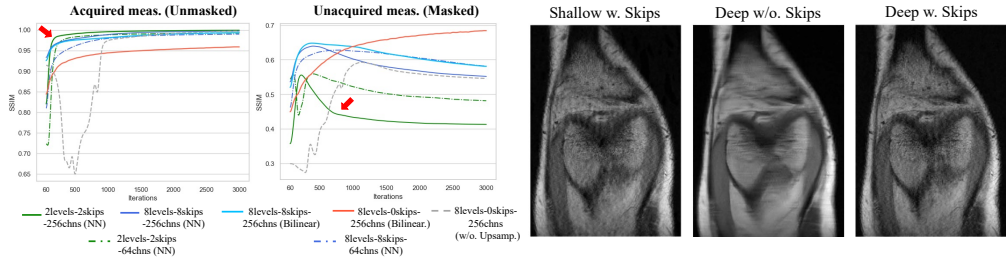 Acquired meas. (Unmasked)
1.00
0.95
0.90
0.85
0.80
0.75
0.70
0.65
SSIM
60
500
1000
1500
2000
2500
3000
Iterations
Unacquired meas. (Masked)
0.7
0.6
0.5
0.4
0.3
SSIM
60
500
1000
1500
2000
2500
3000
Iterations
2levels-2skips
-256chns (NN)
8levels-8skips
-256chns (NN)
8levels-8skips-
256chns (Bilinear)
8levels-0skips-
256chns (Bilinear.)
8levels-0skips-
256chns
(w/o. Upsamp.)
2levels-2skips
-64chns (NN)
8levels-8skips-
64chns (NN)
Shallow w. Skips
Deep w/o. Skips
Deep w. Skips